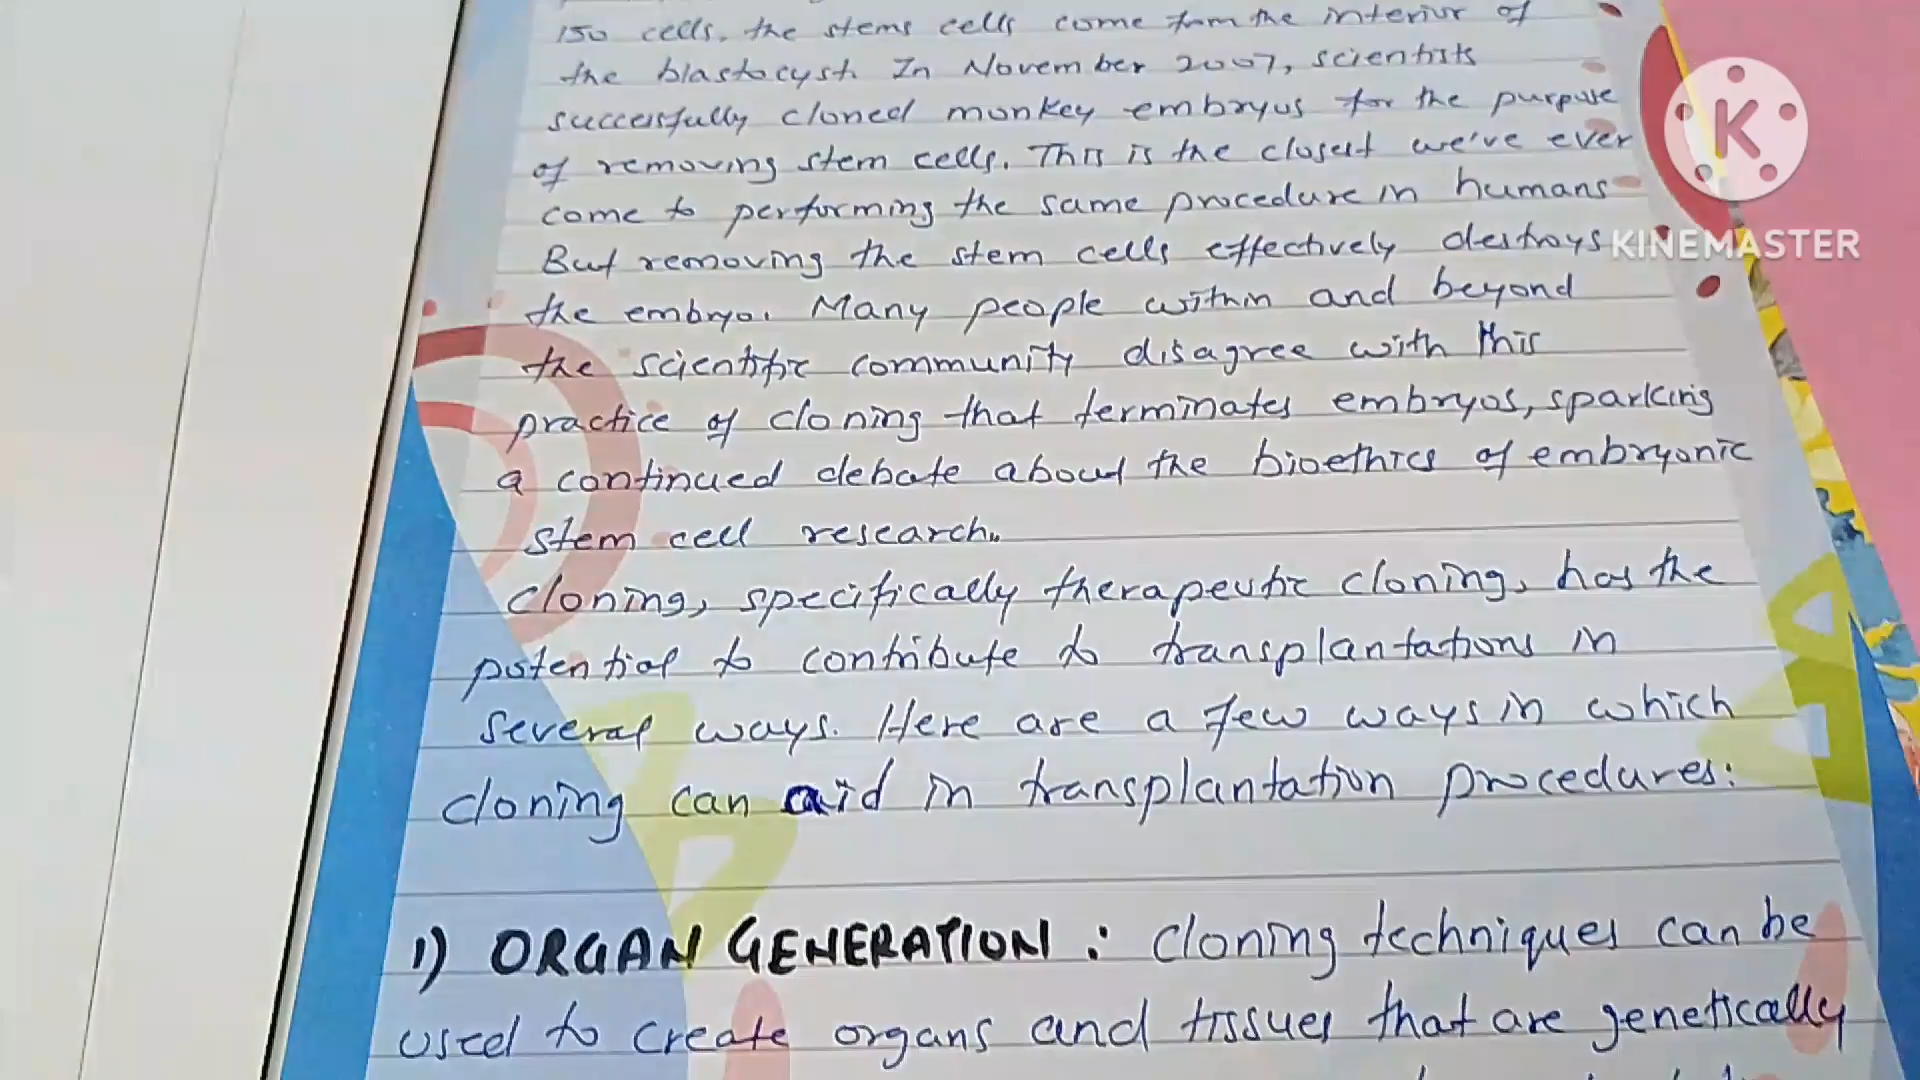 150 cells, the stems cells come from the interior of
the blastocyst. In November 2007, scientists
successfully cloned monkey embryos for the purpose
of removing stem cells. This is the closest we've ever
come to performing the same procedure in humans
But removing the stem cells effectively destroys
the embryo. Many people within and beyond
the scientific community disagree with this
practice of cloning that terminates embryos, sparking
a continued debate about the bioethics of embryonic
stem cell research.
cloning, specifically therapeutic cloning, has the
potential to contribute to transplantations in
several ways. Here are a few ways in which
cloning can aid in transplantation procedures:
1) ORGAN GENERATION : cloning techniques can be
used to create organs and tissues that are genetically
K
KINEMASTER